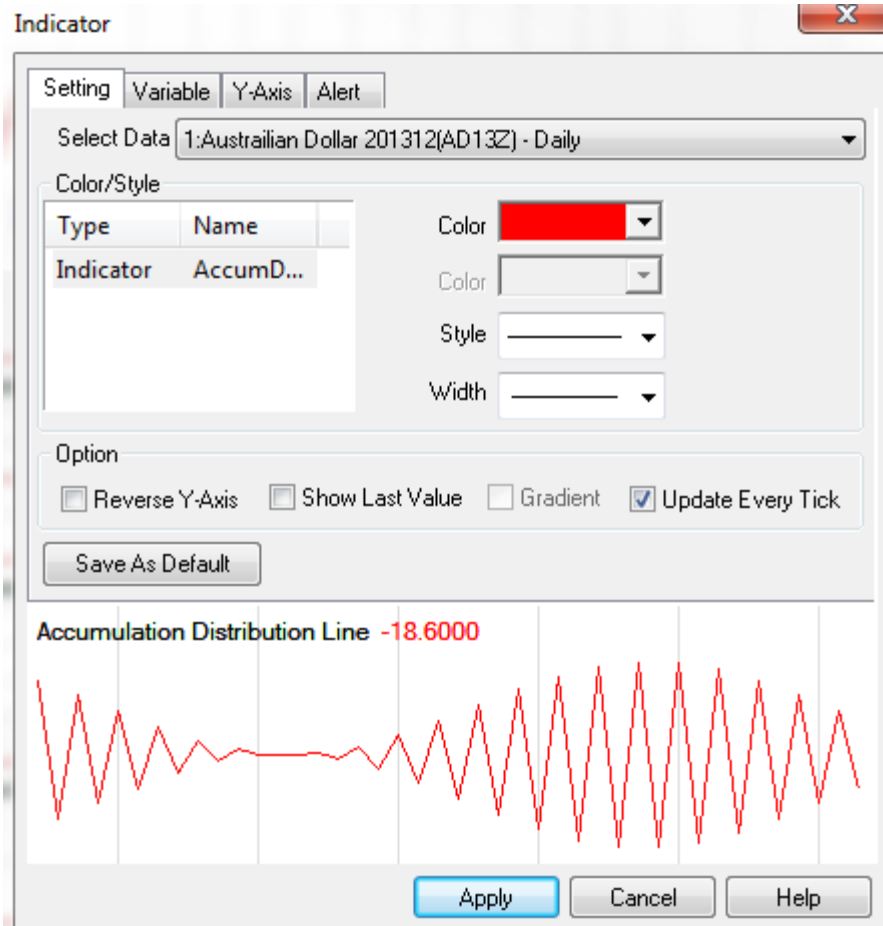 Indicator
Setting Variable Y-Axis Alert
Select Data 1:Austrailian Dollar 201312(AD13Z) - Daily
Color/Style
Type Name
Indicator AccumD...
Color
Color
Style
Width
Option
Reverse Y-Axis Show Last Value Gradient Update Every Tick
Save As Default
Accumulation Distribution Line -18.6000
Apply Cancel Help